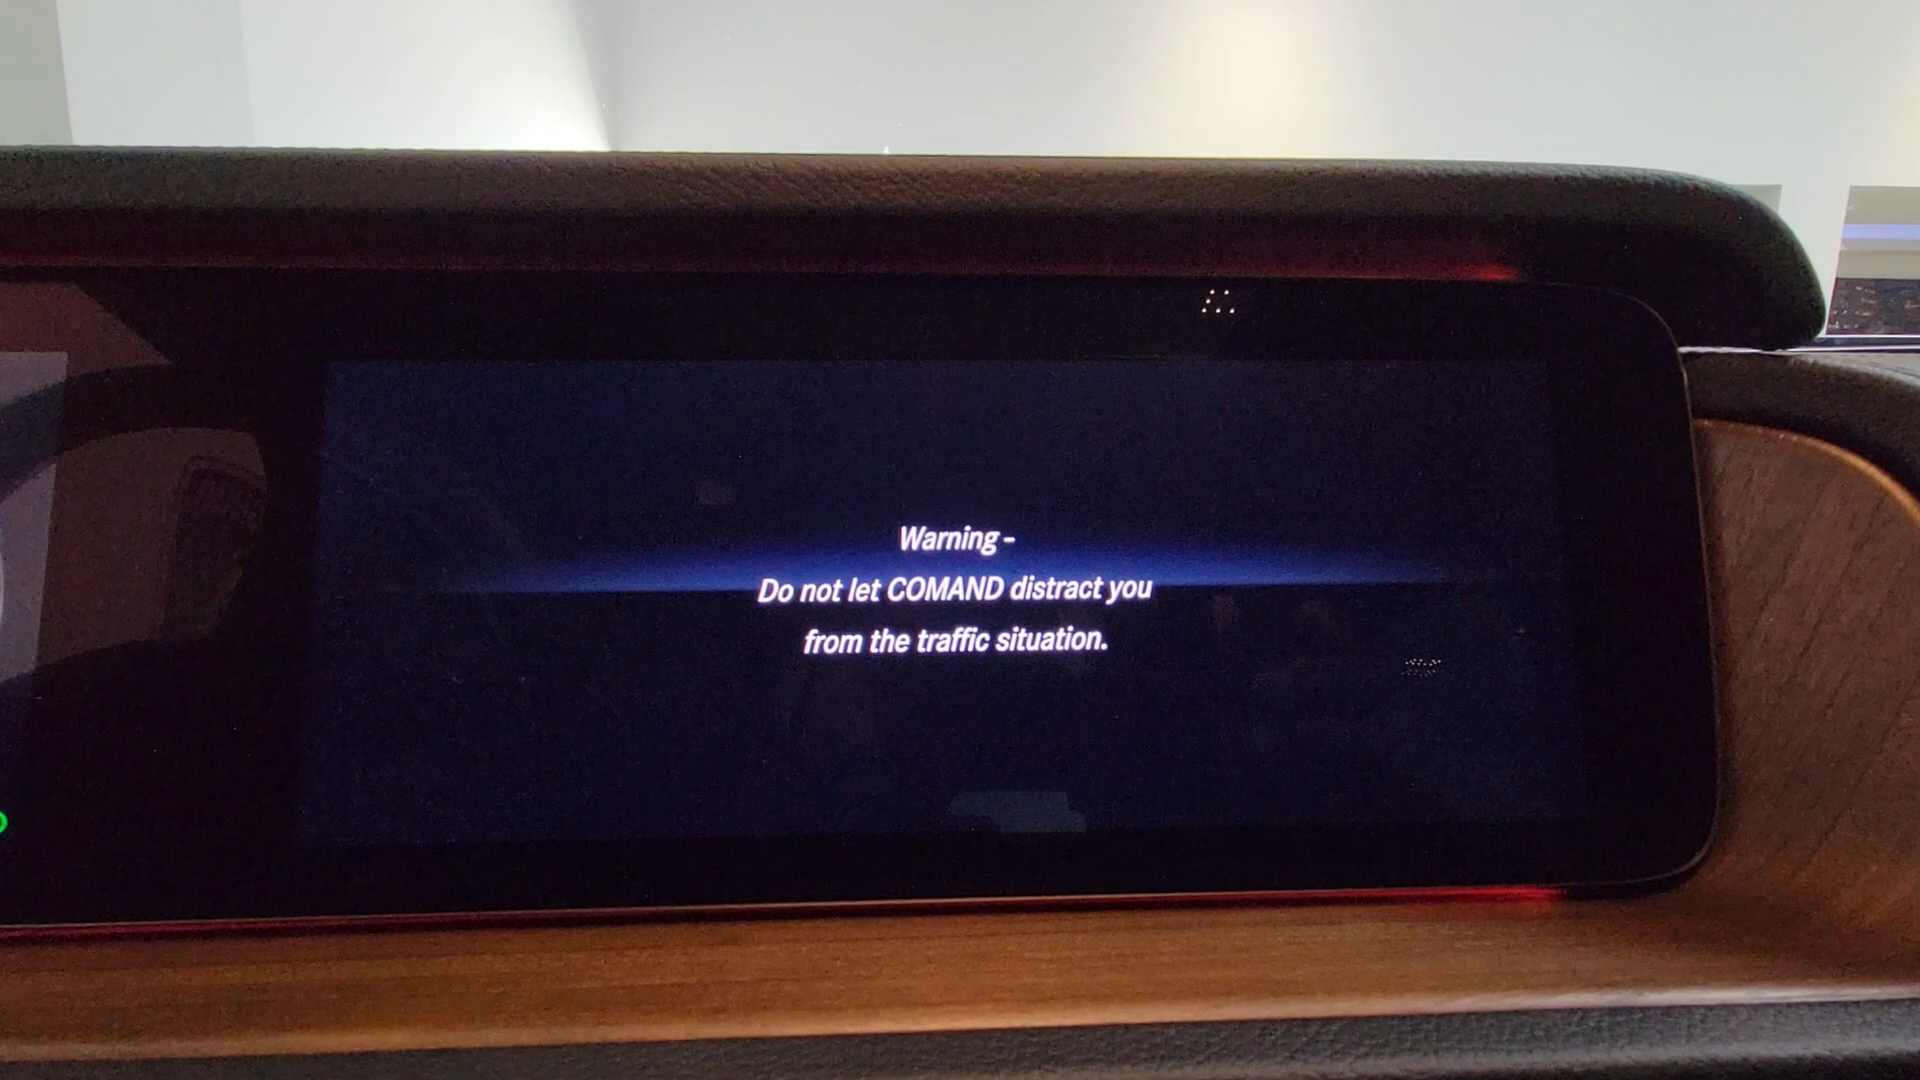 Warning -
Do not let COMAND distract you
from the traffic situation.